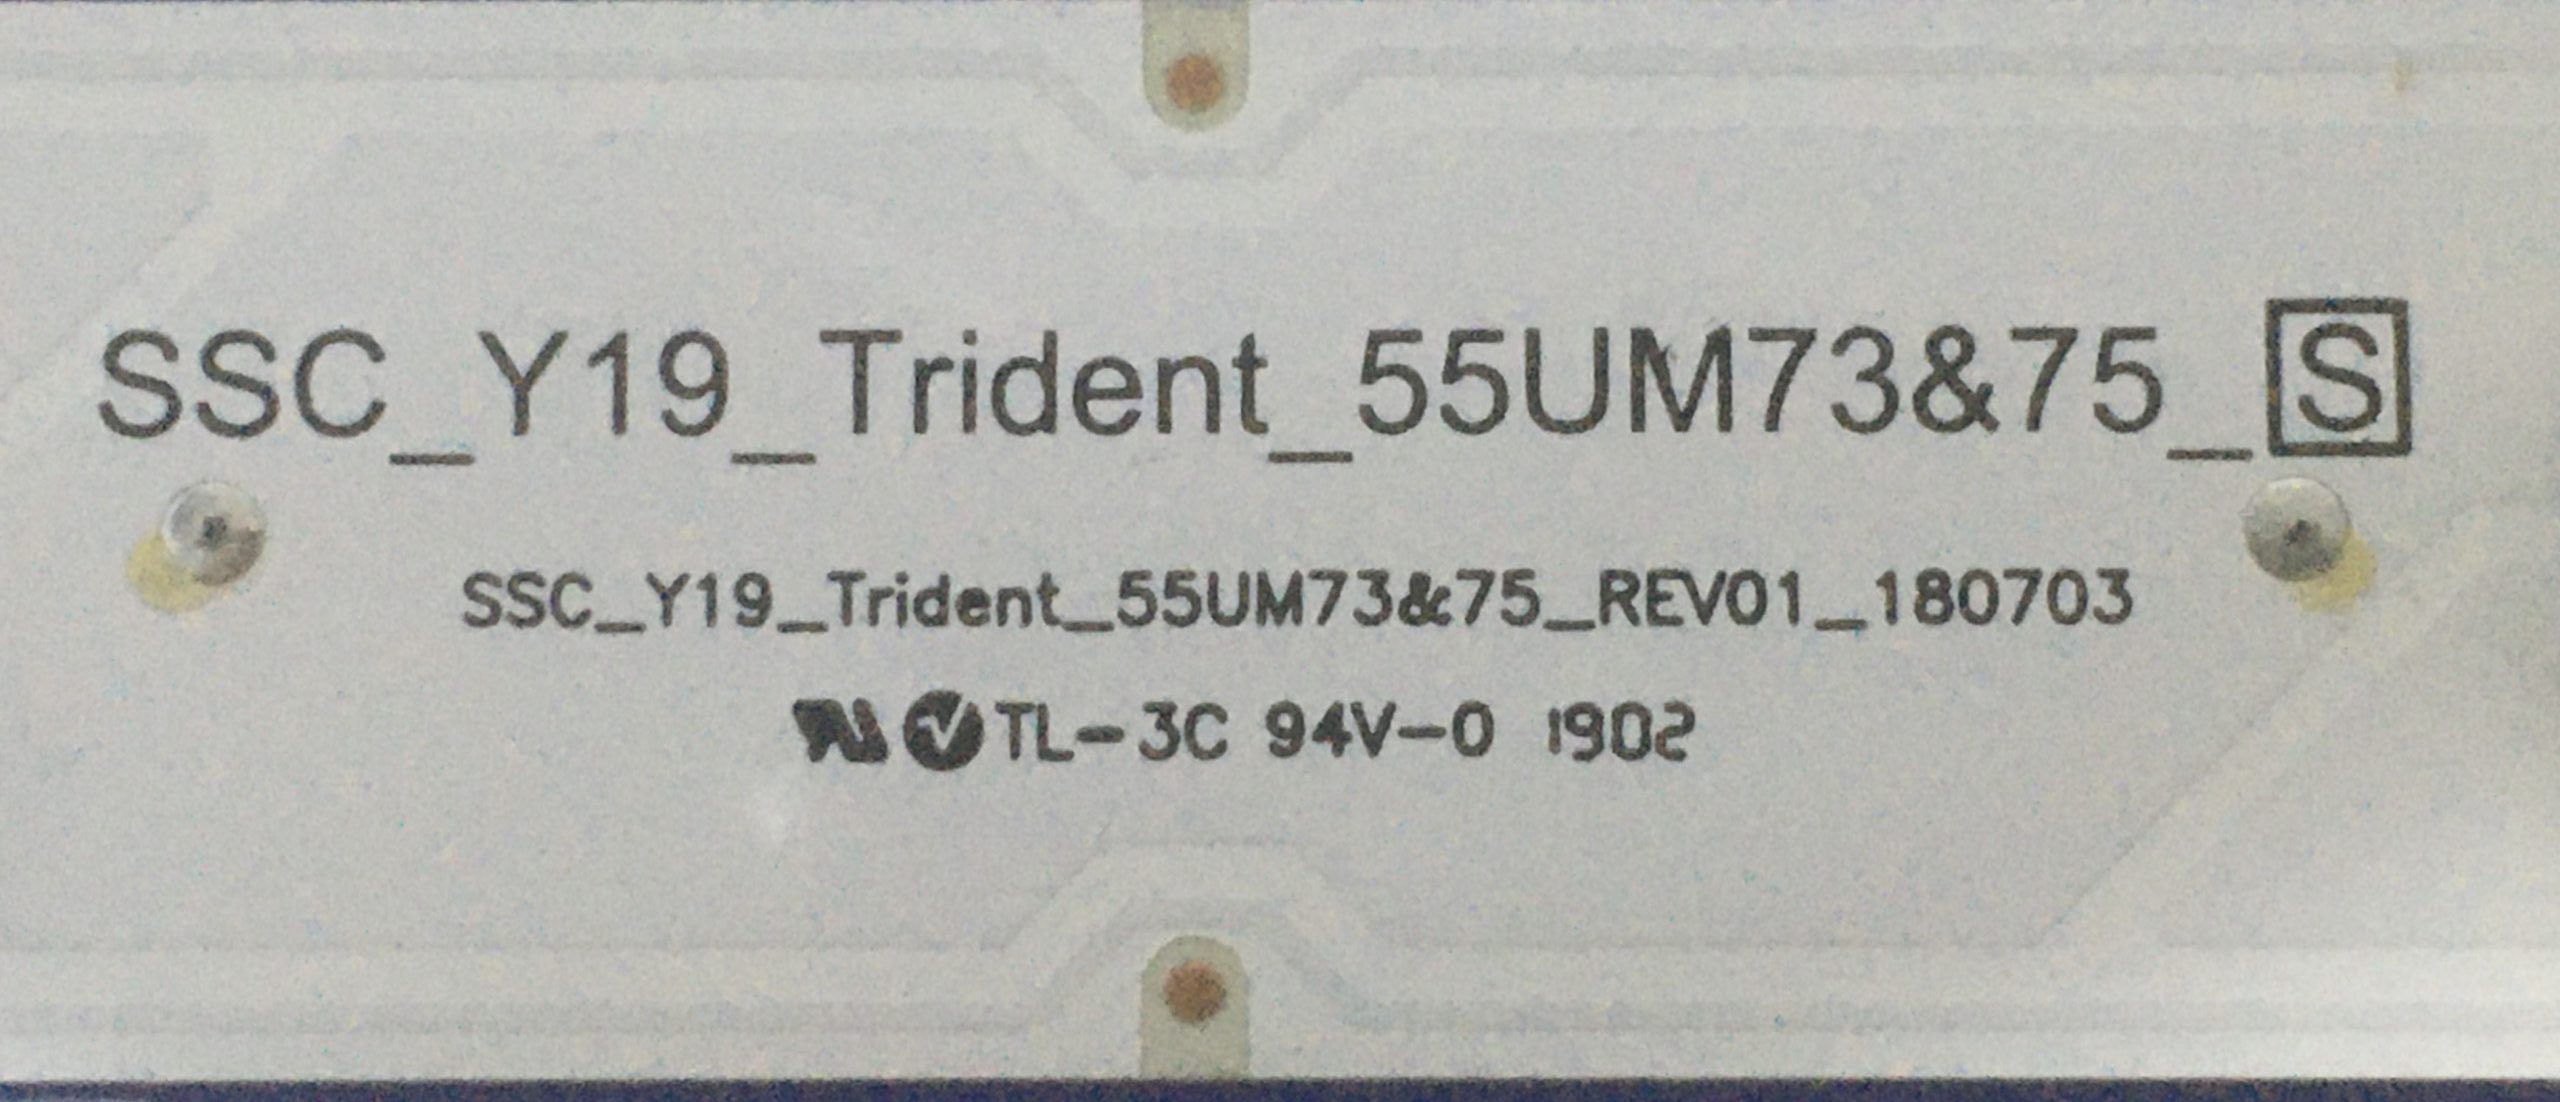 SSC_Y19_Trident_55UM73&75_S
SSC_Y19_Trident_55UM73&75_REV01_180703
TL-3C 94V-0 1902